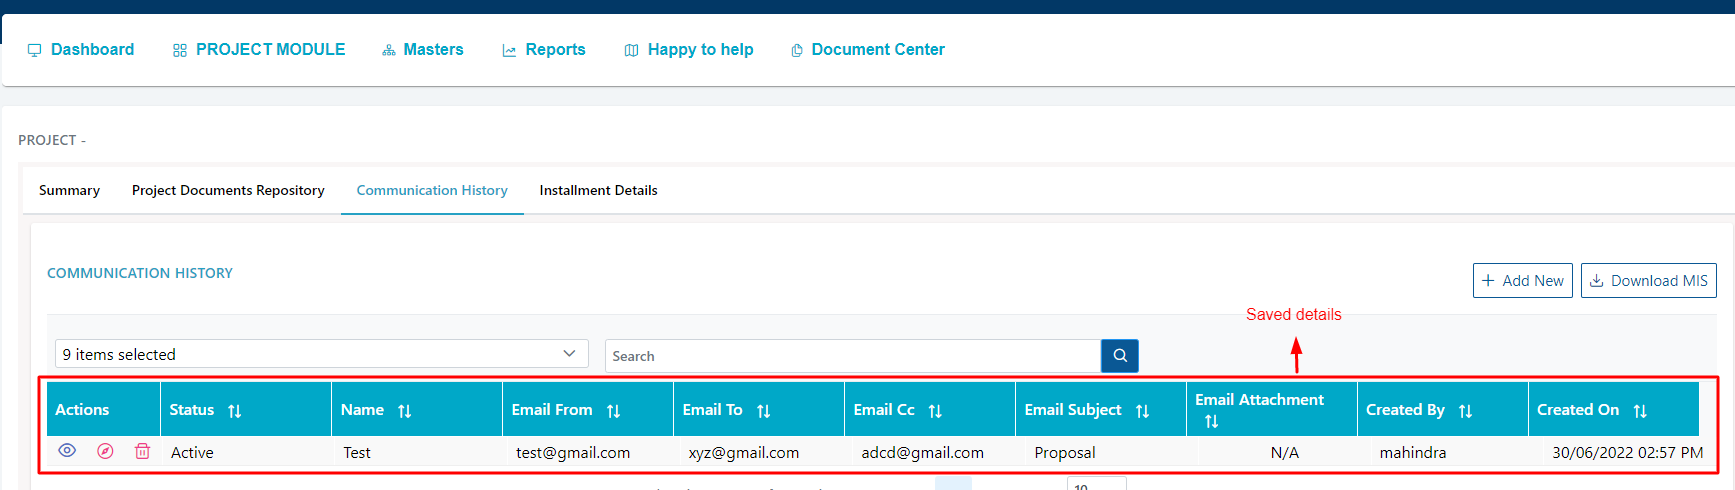 Dashboard PROJECT MODULE Masters Reports Happy to help Document Center
PROJECT -
Summary Project Documents Repository Communication History Installment Details
COMMUNICATION HISTORY
Add New Download MIS
Saved details
9 items selected Search
Actions Status Name Email From Email To Email Cc Email Subject Email Attachment Created By Created On
Active Test test@gmail.com xyz@gmail.com adcd@gmail.com Proposal N/A mahindra 30/06/2022 02:57 PM
10